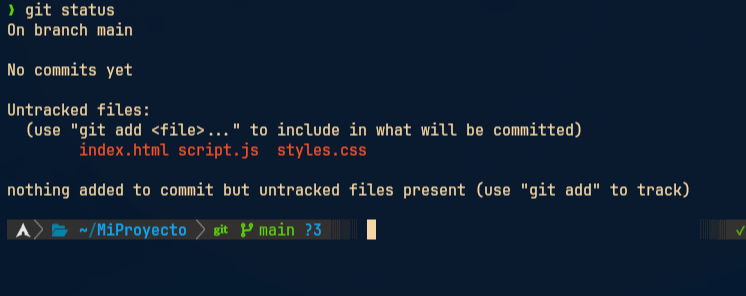 ❯ git status
On branch main
No commits yet
Untracked files:
(use "git add <file>..." to include in what will be committed)
index.html script.js styles.css
nothing added to commit but untracked files present (use "git add" to track)
~/MiProyecto git main ?3 ✓